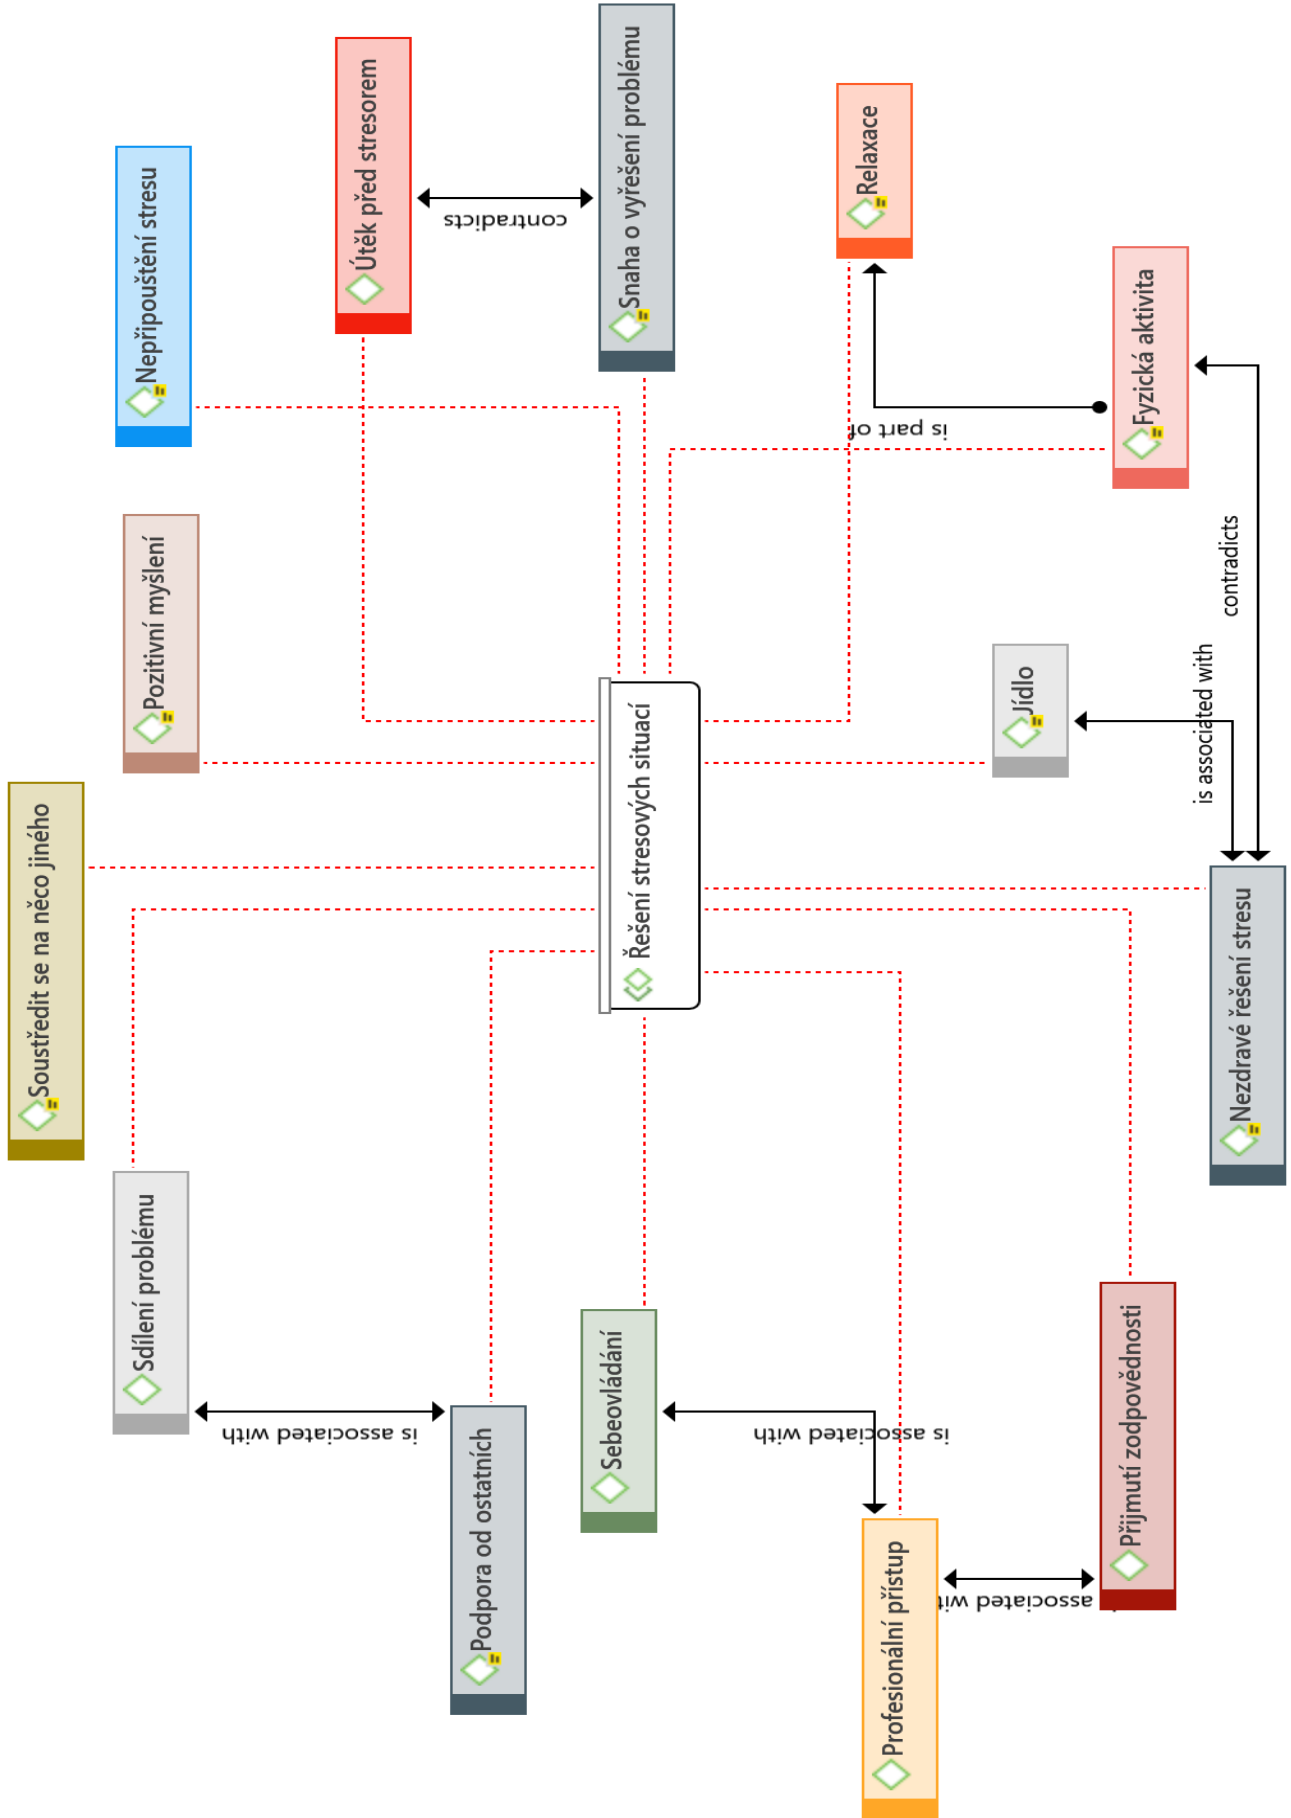 Soustředit se na něco jiného
Sdílení problému
Pozitivní myšlení
Nepřipouštění stresu
is associated with
Útěk před stresorem
Podpora od ostatních
contradicts
Sebeovládání
Řešení stresových situací
Snaha o vyřešení problému
is associated with
Profesionální přístup
Relaxace
is part of
associated
Jídlo
Přijmutí zodpovědnosti
Fyzická aktivita
is associated with
contradicts
Nezdravé řešení stresu